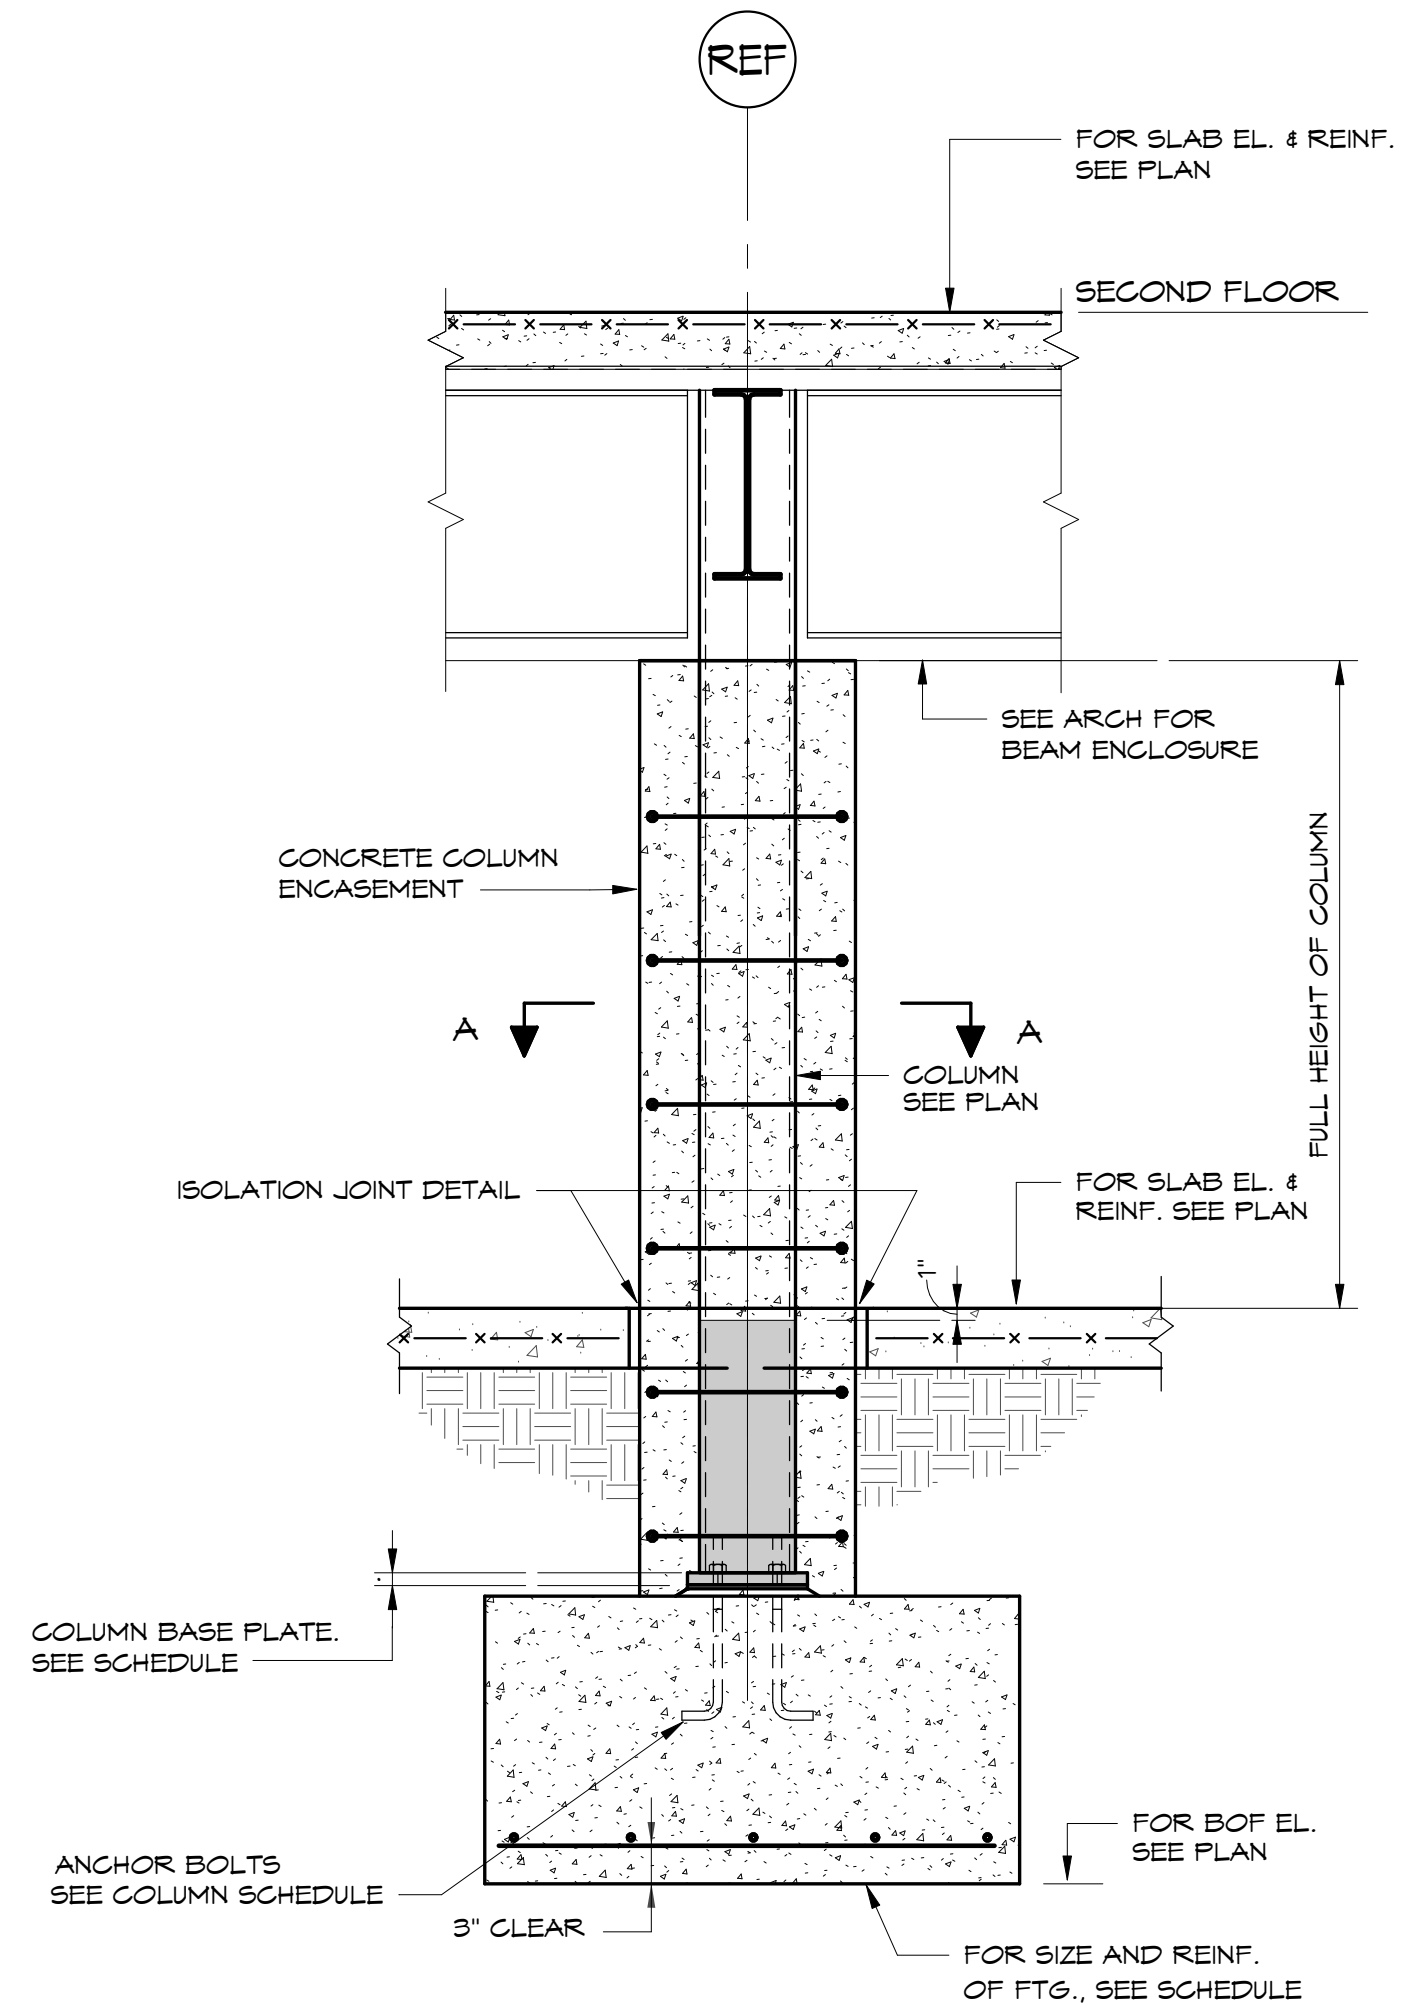 REF
FOR SLAB EL. & REINF.
SEE PLAN
SECOND FLOOR
SEE ARCH FOR
BEAM ENCLOSURE
CONCRETE COLUMN
ENCASEMENT
FULL HEIGHT OF COLUMN
A
A
COLUMN
SEE PLAN
ISOLATION JOINT DETAIL
FOR SLAB EL. &
REINF. SEE PLAN
1"
COLUMN BASE PLATE.
SEE SCHEDULE
FOR BOF EL.
SEE PLAN
ANCHOR BOLTS
SEE COLUMN SCHEDULE
3" CLEAR
FOR SIZE AND REINF.
OF FTG., SEE SCHEDULE